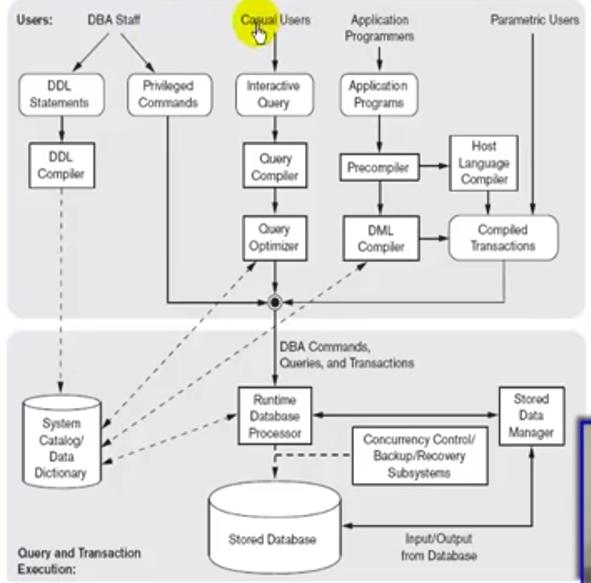 Users:
DBA Staff
Casual Users
Application
Programmers
Parametric Users
DDL
Statements
Privileged
Commands
Interactive
Query
Application
Programs
DDL
Compiler
Query
Compiler
Precompiler
Host
Language
Compiler
Query
Optimizer
DML
Compiler
Compiled
Transactions
DBA Commands,
Queries, and Transactions
System
Catalog/
Data
Dictionary
Runtime
Database
Processor
Stored
Data
Manager
Concurrency Control/
Backup/Recovery
Subsystems
Stored Database
Input/Output
from Database
Query and Transaction
Execution: